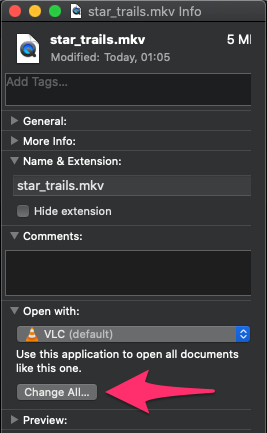 star_trails.mkv Info
star_trails.mkv 5 M
Modified: Today, 01:05
Add Tags...
General:
More Info:
Name & Extension:
star_trails.mkv
Hide extension
Comments:
Open with:
VLC (default)
Use this application to open all documents
like this one.
Change All...
Preview: